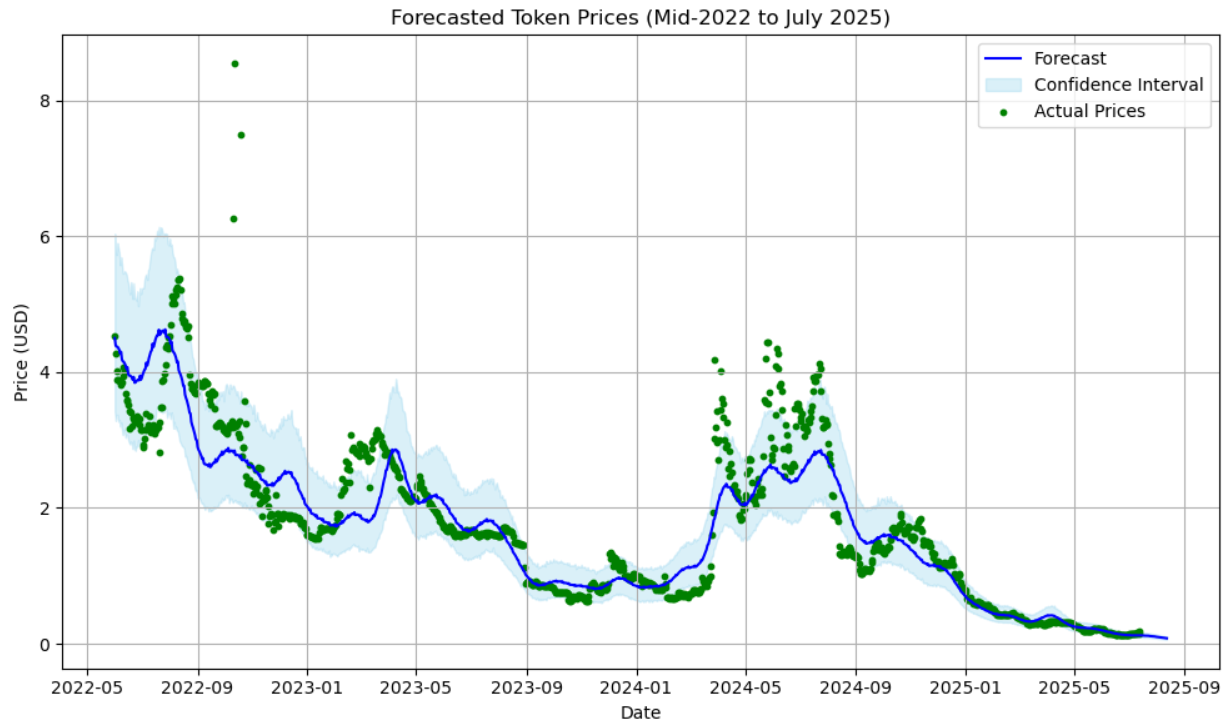 Forecasted Token Prices (Mid-2022 to July 2025)
Forecast
Confidence Interval
Actual Prices
Price (USD)
8
6
4
2
0
2022-05 2022-09 2023-01 2023-05 2023-09 2024-01 2024-05 2024-09 2025-01 2025-05 2025-09
Date